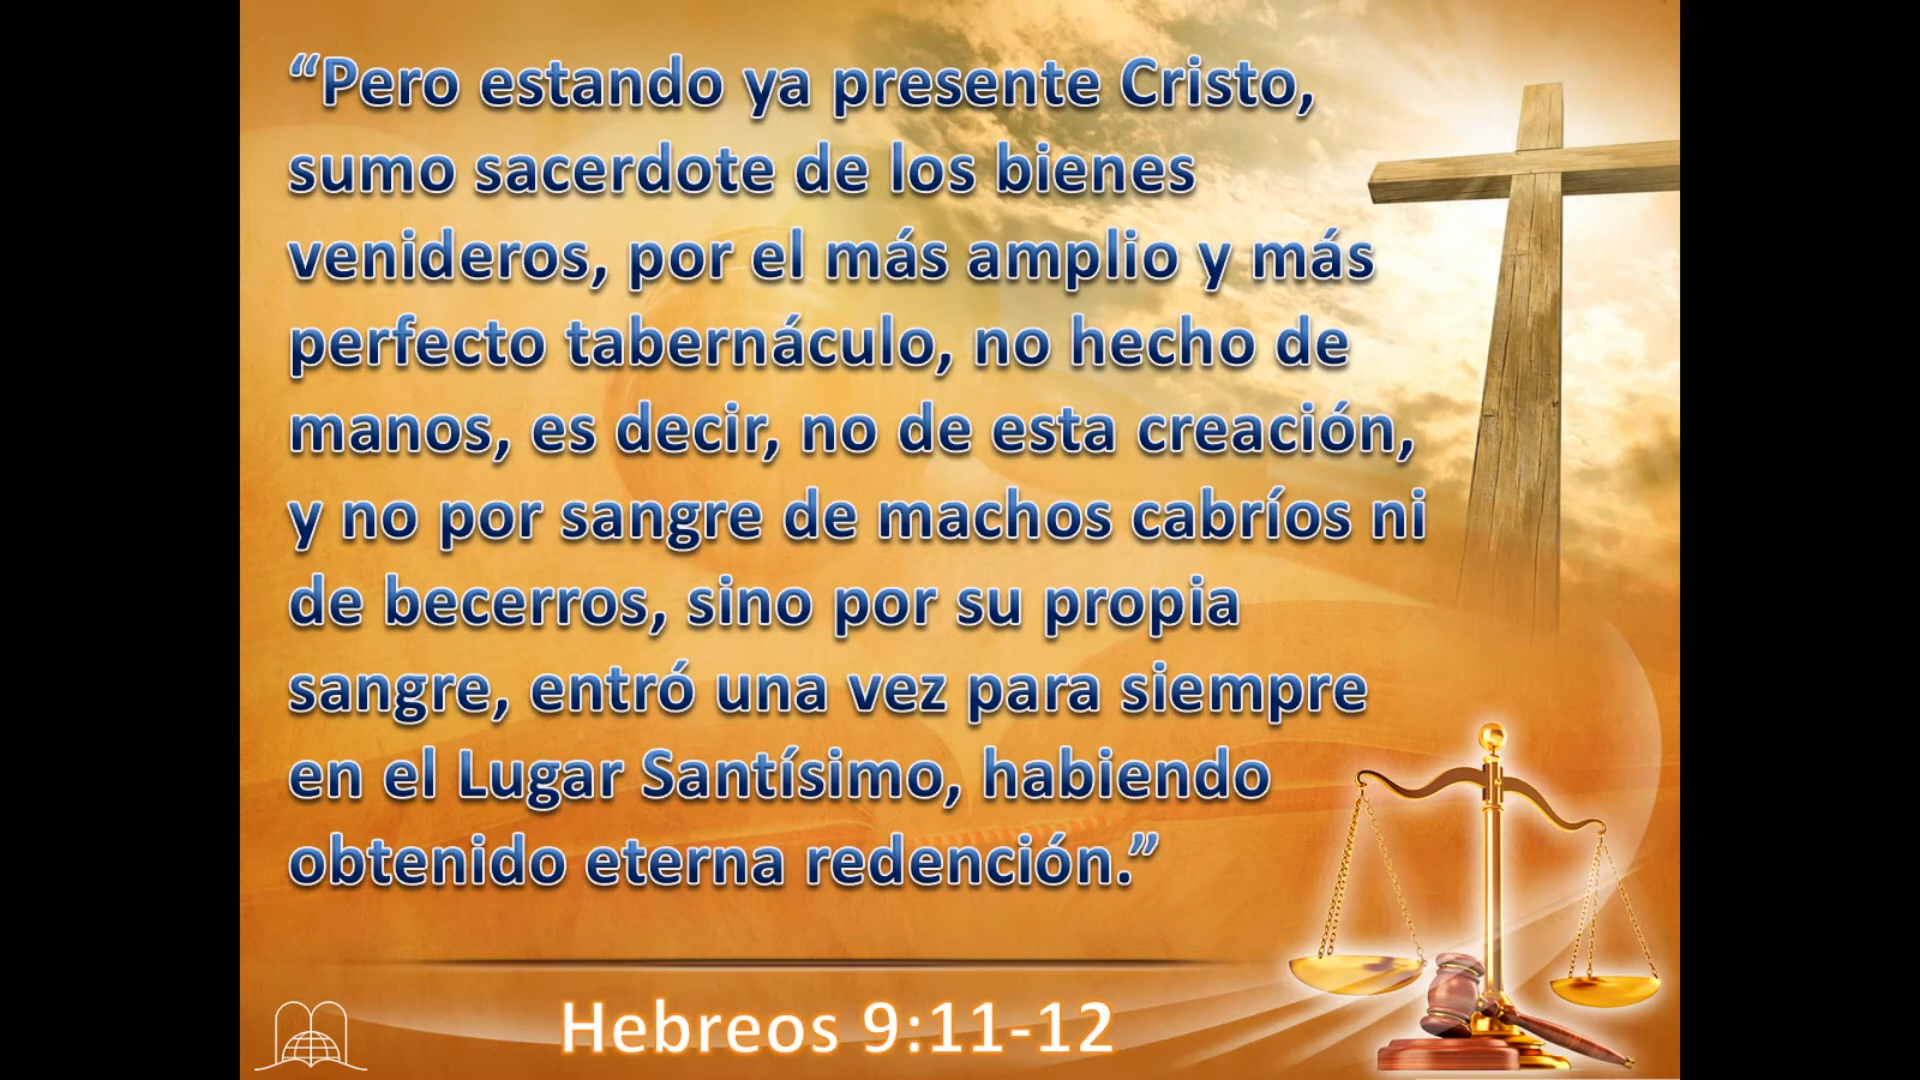 “Pero estando ya presente Cristo,
sumo sacerdote de los bienes
venideros, por el más amplio y más
perfecto tabernáculo, no hecho de
manos, es decir, no de esta creación,
y no por sangre de machos cabríos ni
de becerros, sino por su propia
sangre, entró una vez para siempre
en el Lugar Santísimo, habiendo
obtenido eterna redención.”
Hebreos 9:11-12